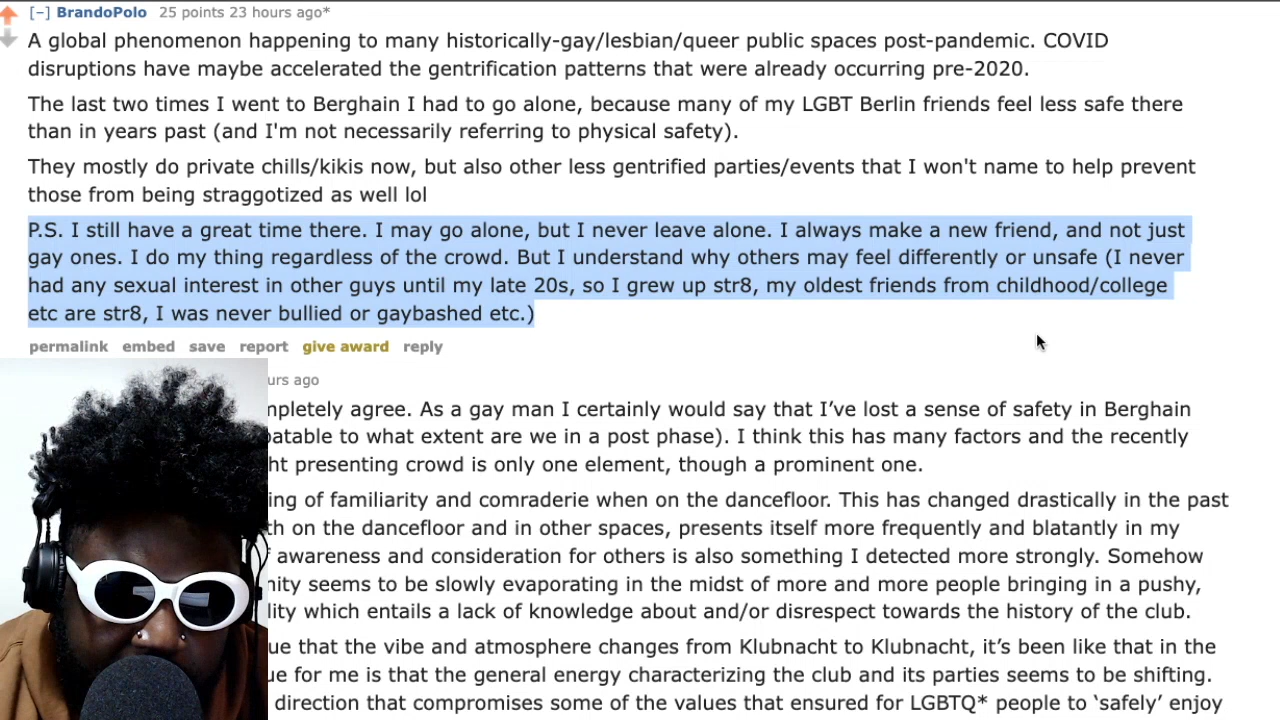 [−] BrandoPolo 25 points 23 hours ago*
A global phenomenon happening to many historically-gay/lesbian/queer public spaces post-pandemic. COVID
disruptions have maybe accelerated the gentrification patterns that were already occurring pre-2020.
The last two times I went to Berghain I had to go alone, because many of my LGBT Berlin friends feel less safe there
than in years past (and I'm not necessarily referring to physical safety).
They mostly do private chills/kikis now, but also other less gentrified parties/events that I won't name to help prevent
those from being straggotized as well lol
P.S. I still have a great time there. I may go alone, but I never leave alone. I always make a new friend, and not just
gay ones. I do my thing regardless of the crowd. But I understand why others may feel differently or unsafe (I never
had any sexual interest in other guys until my late 20s, so I grew up str8, my oldest friends from childhood/college
etc are str8, I was never bullied or gaybashed etc.)
permalink embed save report give award reply
urs ago
mpletely agree. As a gay man I certainly would say that I’ve lost a sense of safety in Berghain
batable to what extent are we in a post phase). I think this has many factors and the recently
ht presenting crowd is only one element, though a prominent one.
ing of familiarity and comraderie when on the dancefloor. This has changed drastically in the past
th on the dancefloor and in other spaces, presents itself more frequently and blatantly in my
f awareness and consideration for others is also something I detected more strongly. Somehow
nity seems to be slowly evaporating in the midst of more and more people bringing in a pushy,
lity which entails a lack of knowledge about and/or disrespect towards the history of the club.
ue that the vibe and atmosphere changes from Klubnacht to Klubnacht, it’s been like that in the
ue for me is that the general energy characterizing the club and its parties seems to be shifting.
direction that compromises some of the values that ensured for LGBTQ* people to ‘safely’ enjoy